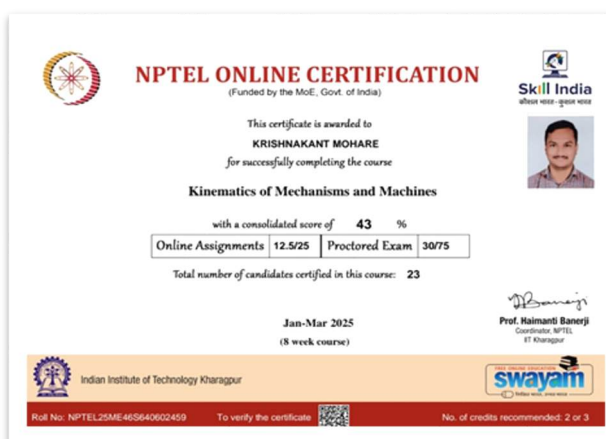 NPTEL ONLINE CERTIFICATION
(Funded by the MoE, Govt. of India)
Skill India
कौशल भारत-कुशल भारत
This certificate is awarded to
KRISHNAKANT MOHARE
for successfully completing the course
Kinematics of Mechanisms and Machines
with a consolidated score of 43 %
Online Assignments 12.5/25 Proctored Exam 30/75
Total number of candidates certified in this course: 23
Jan-Mar 2025
(8 week course)
Prof. Haimanti Banerji
Coordinator, NPTEL
IIT Kharagpur
Indian Institute of Technology Kharagpur
FREE ONLINE EDUCATION
swayam
Roll No: NPTEL25ME46S640602459 To verify the certificate No. of credits recommended: 2 or 3